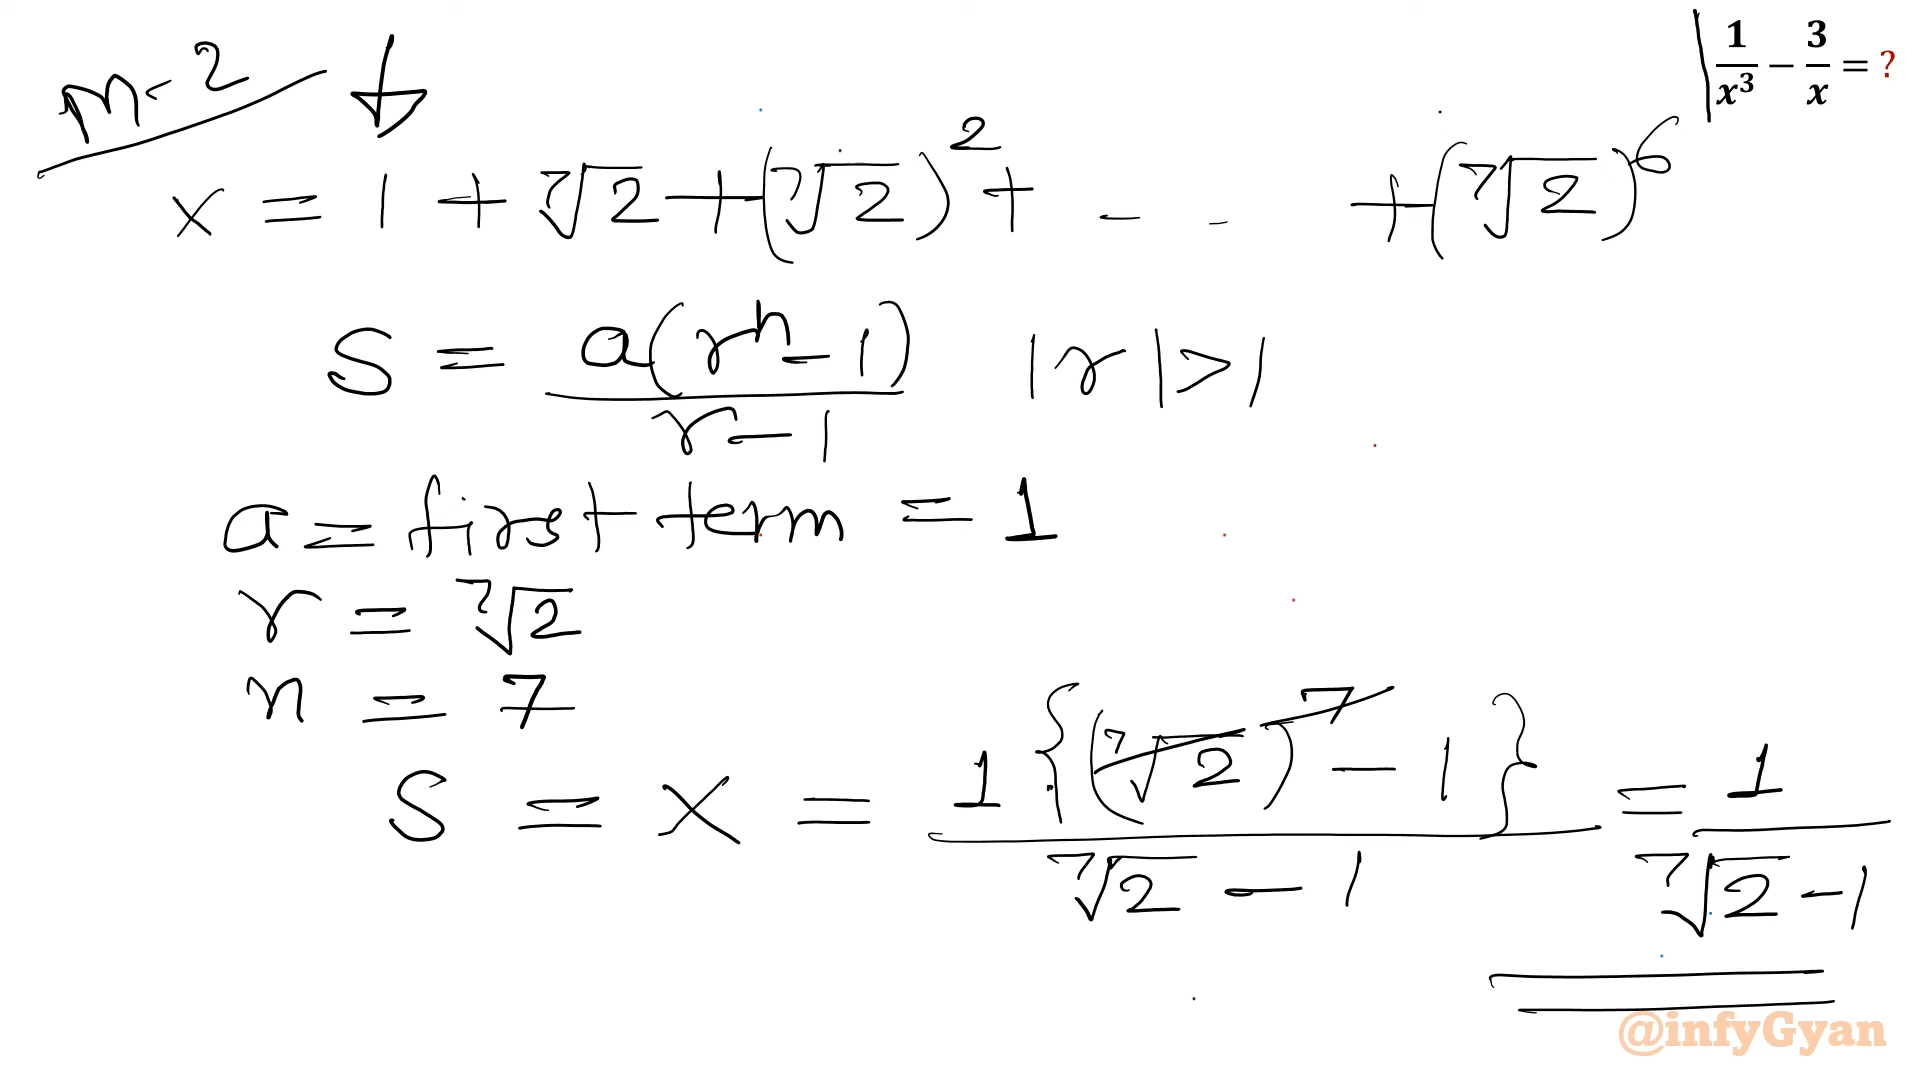 m-2 ↓
1/x³ − 3/x = ?
x = 1 + ⁷√2 + (⁷√2)² + - - + (⁷√2)⁶
S = a(rⁿ - 1)/(r - 1) |r| > 1
a = first term = 1
r = ⁷√2
n = 7
S = x = 1{(⁷√2)⁷ - 1}/(⁷√2 - 1) = 1/(⁷√2 - 1)
@infyGyan